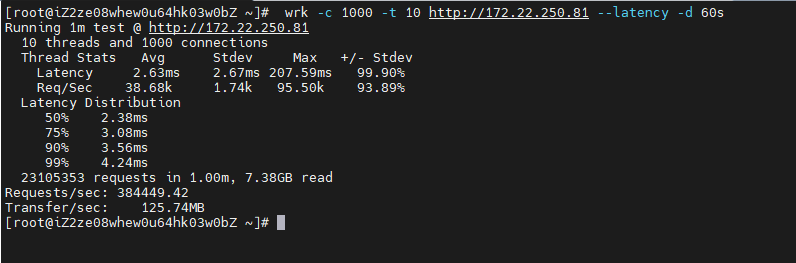 [root@iZ2ze08whew0u64hk03w0bZ ~]#  wrk -c 1000 -t 10 http://172.22.250.81 --latency -d 60s
Running 1m test @ http://172.22.250.81
  10 threads and 1000 connections
  Thread Stats   Avg      Stdev     Max   +/- Stdev
    Latency     2.63ms    2.67ms 207.59ms   99.90%
    Req/Sec    38.68k     1.74k   95.50k    93.89%
  Latency Distribution
     50%    2.38ms
     75%    3.08ms
     90%    3.56ms
     99%    4.24ms
  23105353 requests in 1.00m, 7.38GB read
Requests/sec: 384449.42
Transfer/sec:    125.74MB
[root@iZ2ze08whew0u64hk03w0bZ ~]#